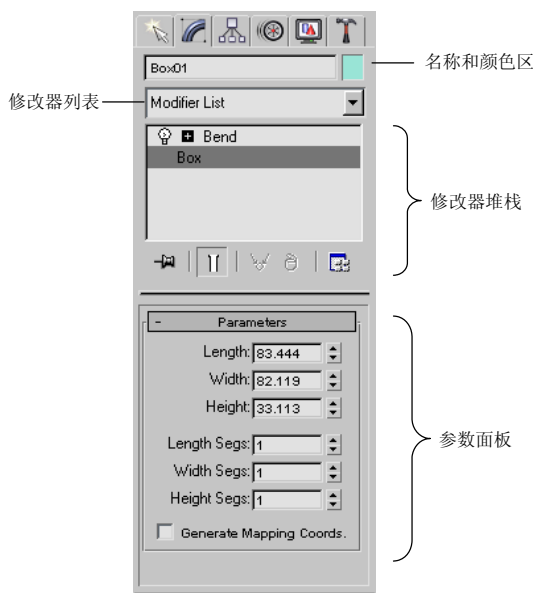 Box01
名称和颜色区
修改器列表
Modifier List
Bend
Box
修改器堆栈
- Parameters
Length: 83.444
Width: 82.119
Height: 33.113
Length Segs: 1
Width Segs: 1
Height Segs: 1
Generate Mapping Coords.
参数面板